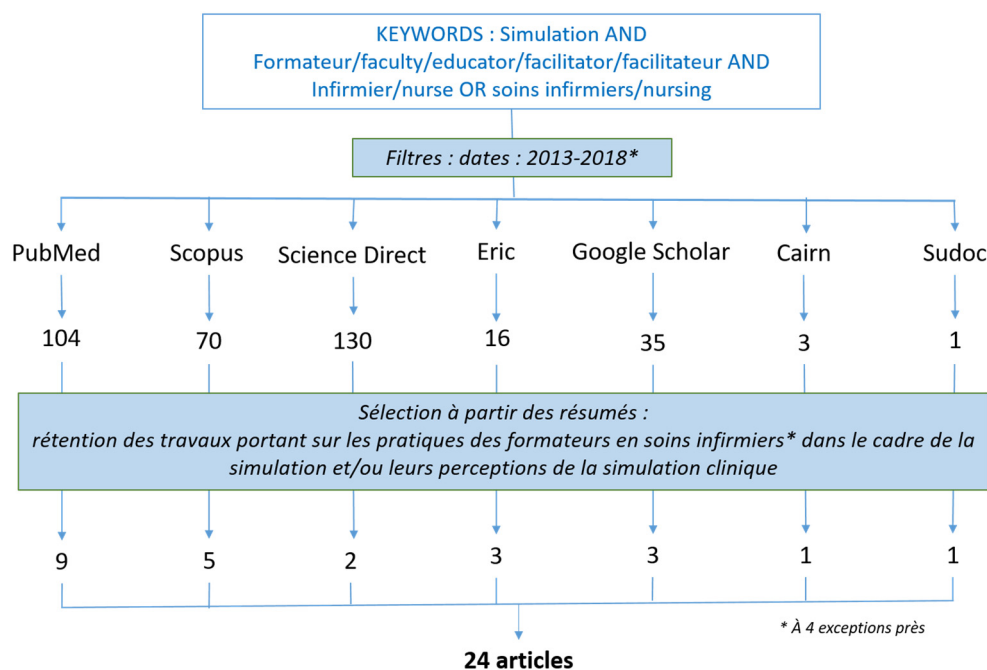 KEYWORDS : Simulation AND
Formateur/faculty/educator/facilitator/facilitateur AND
Infirmier/nurse OR soins infirmiers/nursing
Filtres : dates : 2013-2018*
PubMed Scopus Science Direct Eric Google Scholar Cairn Sudoc
104 70 130 16 35 3 1
Sélection à partir des résumés :
rétention des travaux portant sur les pratiques des formateurs en soins infirmiers* dans le cadre de la
simulation et/ou leurs perceptions de la simulation clinique
9 5 2 3 3 1 1
* À 4 exceptions près
24 articles